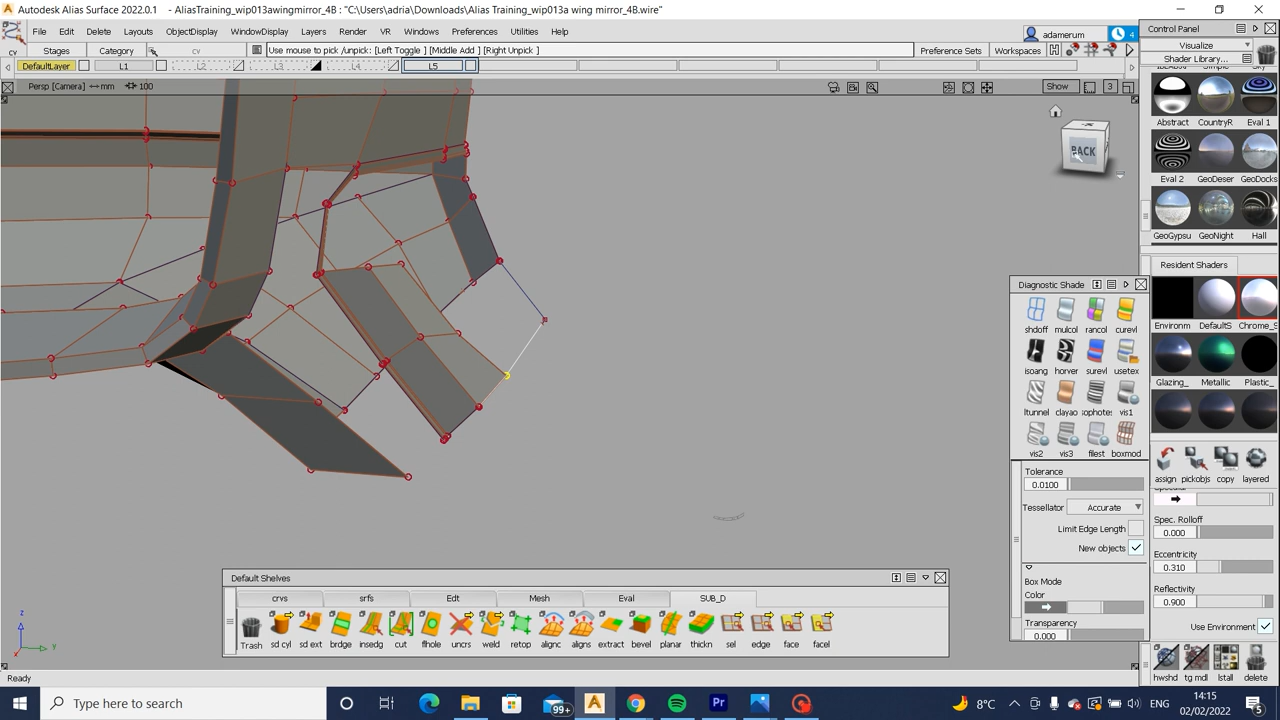 Autodesk Alias Surface 2022.0.1 - AliasTraining_wip013awingmirror_4B : "C:\Users\adria\Downloads\Alias Training_wip013a wing mirror_4B.wire"
File Edit Delete Layouts ObjectDisplay WindowDisplay Layers Canvas Render VR Windows Preferences Utilities Help
adamerum 4
cv Stages Category cv Use mouse to pick /unpick: [Left Toggle ] [Middle Add ] [Right Unpick ] Preference Sets Workspaces
DefaultLayer L1 L2 L3 L4 L5
Persp [Camera] mm 100 Show 3
BACK
Control Panel
Visualize
Shader Library...
Abstract CountryR Eval 1
Eval 2 GeoDeser GeoDocks
GeoGypsu GeoNight Hall
Resident Shaders
Environm DefaultS Chrome_S
Glazing_ Metallic Plastic_
assign pickobjs copy layered
Spec. Rolloff
0.000
Eccentricity
0.310
Reflectivity
0.900
Use Environment
hwshd tg mdl lstall delete
Diagnostic Shade
shdoff mulcol rancol curevl
isoang horver surevl usetex
ltunnel clayao sophotes vis1
vis2 vis3 filest boxmod
Tolerance
0.0100
Tessellator Accurate
Limit Edge Length
New objects
Box Mode
Color
Transparency
0.000
Default Shelves
crvs srfs Edt Mesh Eval SUB_D
Trash sd cyl sd ext brdge insedg cut flhole uncrs weld retop alignc aligns extract bevel planar thickn sel edge face facel
z
y
Ready
Type here to search
99+
8°C
ENG
14:15
02/02/2022